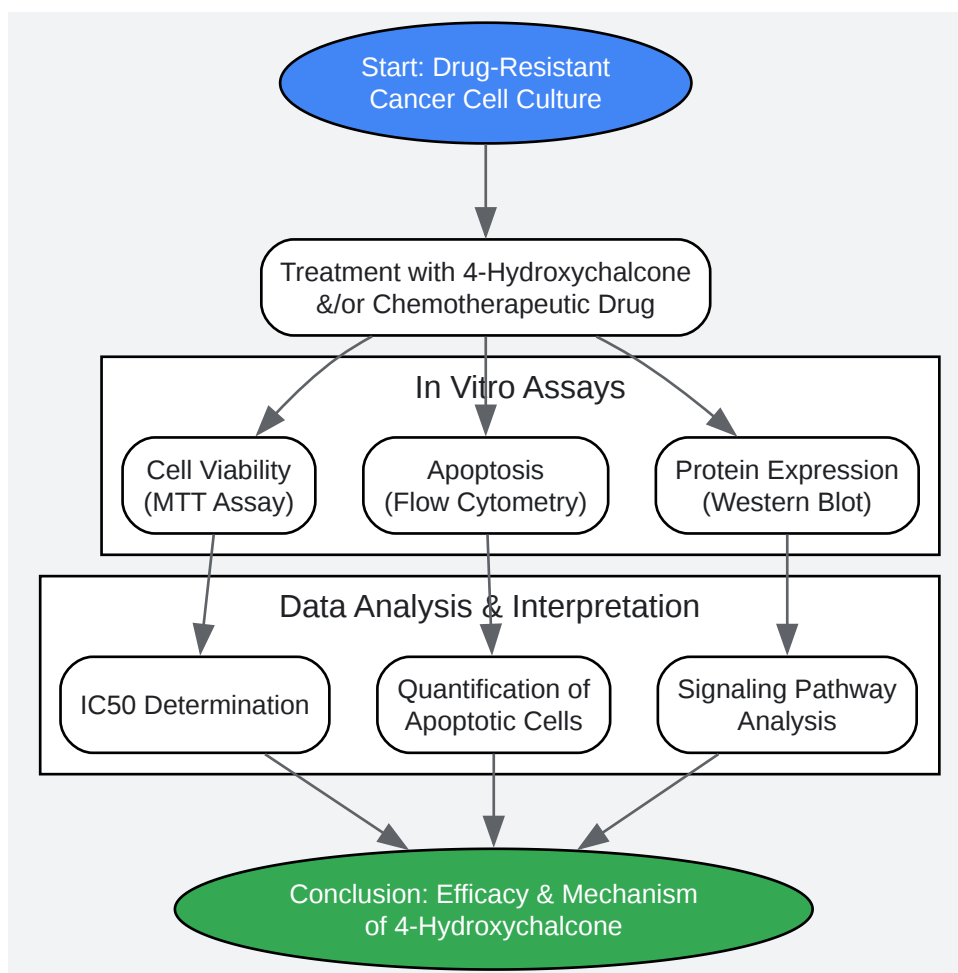 Start: Drug-Resistant
Cancer Cell Culture
Treatment with 4-Hydroxychalcone
&/or Chemotherapeutic Drug
In Vitro Assays
Cell Viability
(MTT Assay)
Apoptosis
(Flow Cytometry)
Protein Expression
(Western Blot)
Data Analysis & Interpretation
IC50 Determination
Quantification of
Apoptotic Cells
Signaling Pathway
Analysis
Conclusion: Efficacy & Mechanism
of 4-Hydroxychalcone